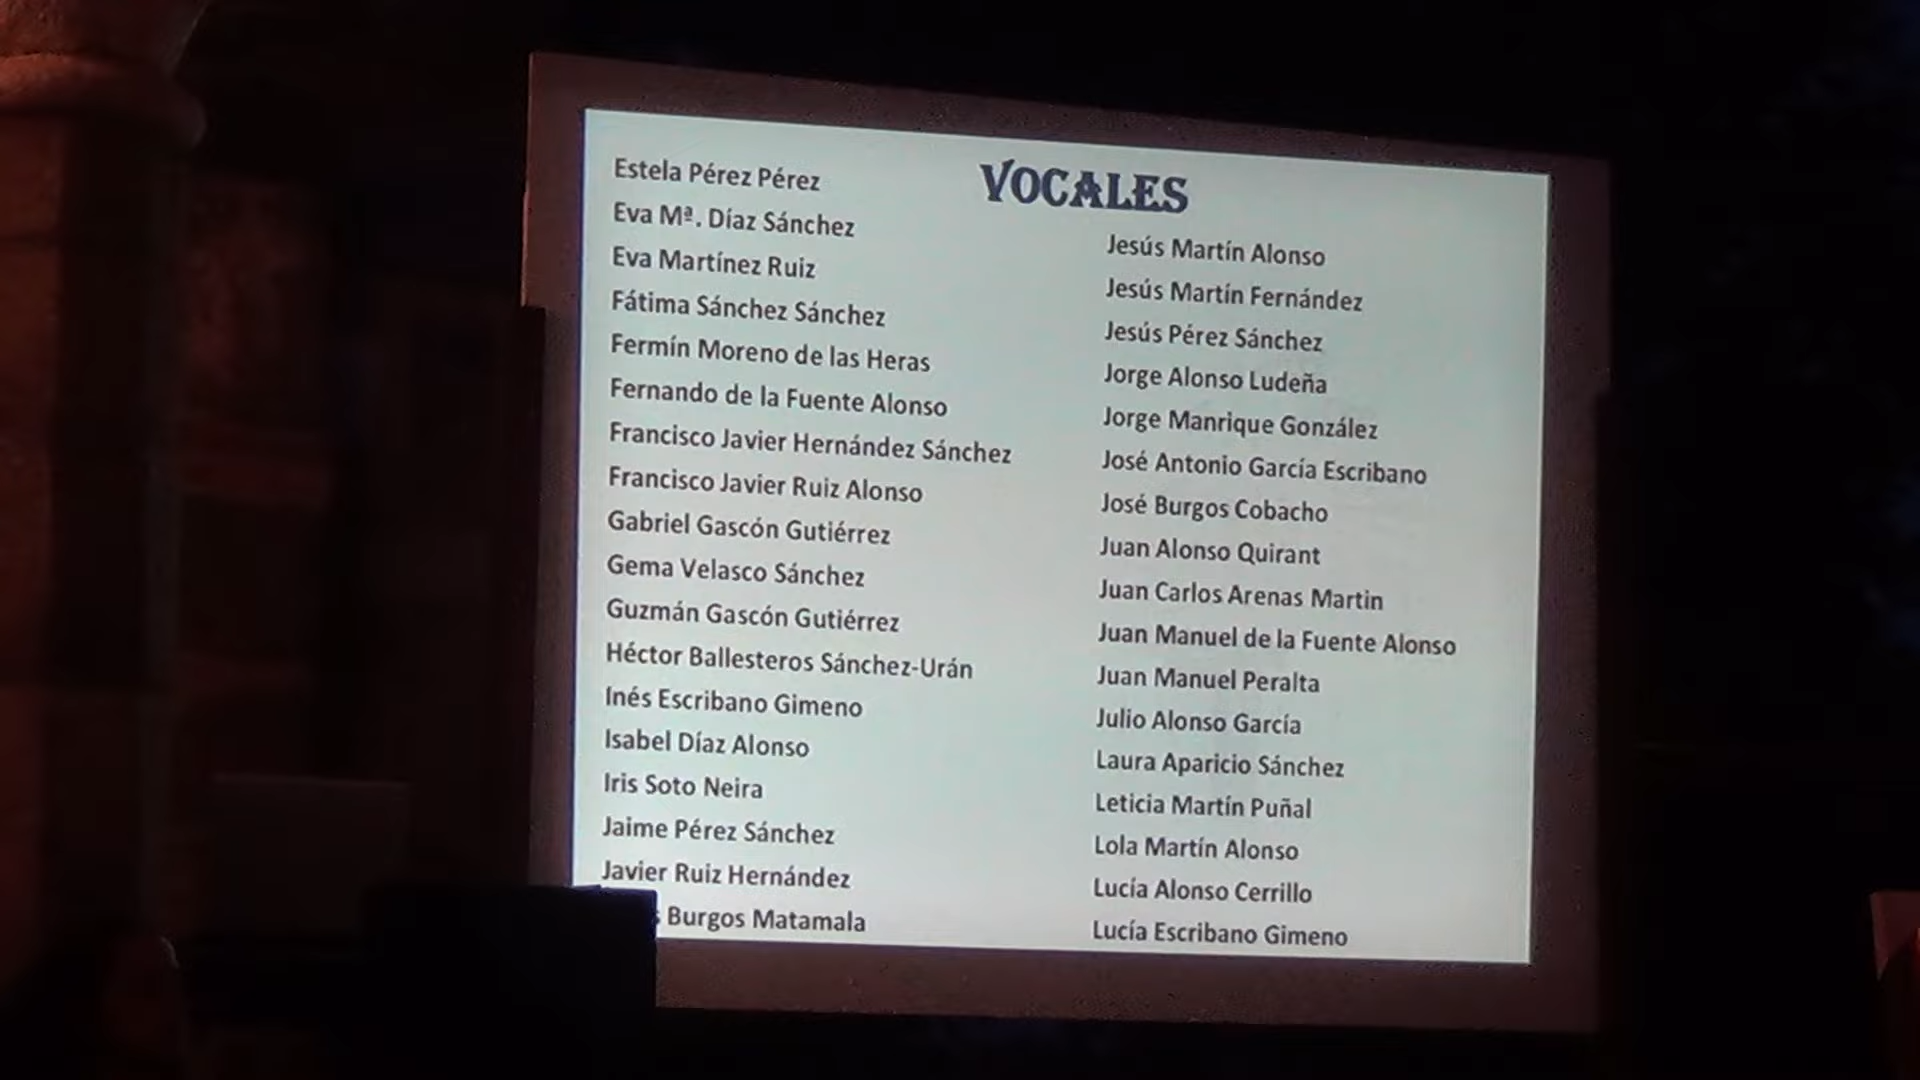 VOCALES
Estela Pérez Pérez
Eva Mª. Díaz Sánchez
Eva Martínez Ruiz
Fátima Sánchez Sánchez
Fermín Moreno de las Heras
Fernando de la Fuente Alonso
Francisco Javier Hernández Sánchez
Francisco Javier Ruiz Alonso
Gabriel Gascón Gutiérrez
Gema Velasco Sánchez
Guzmán Gascón Gutiérrez
Héctor Ballesteros Sánchez-Urán
Inés Escribano Gimeno
Isabel Díaz Alonso
Iris Soto Neira
Jaime Pérez Sánchez
Javier Ruiz Hernández
Burgos Matamala
Jesús Martín Alonso
Jesús Martín Fernández
Jesús Pérez Sánchez
Jorge Alonso Ludeña
Jorge Manrique González
José Antonio García Escribano
José Burgos Cobacho
Juan Alonso Quirant
Juan Carlos Arenas Martin
Juan Manuel de la Fuente Alonso
Juan Manuel Peralta
Julio Alonso García
Laura Aparicio Sánchez
Leticia Martín Puñal
Lola Martín Alonso
Lucía Alonso Cerrillo
Lucía Escribano Gimeno